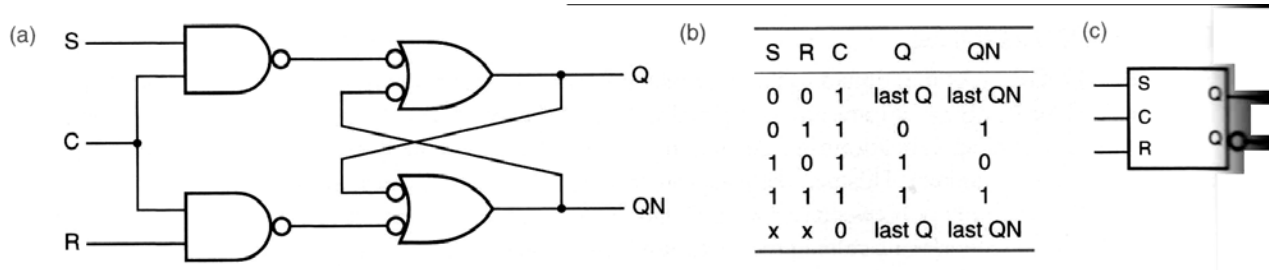 (a)
S
C
R
Q
QN
(b)
S R C Q QN
0 0 1 last Q last QN
0 1 1 0 1
1 0 1 1 0
1 1 1 1 1
x x 0 last Q last QN
(c)
S
C
R
Q
Q